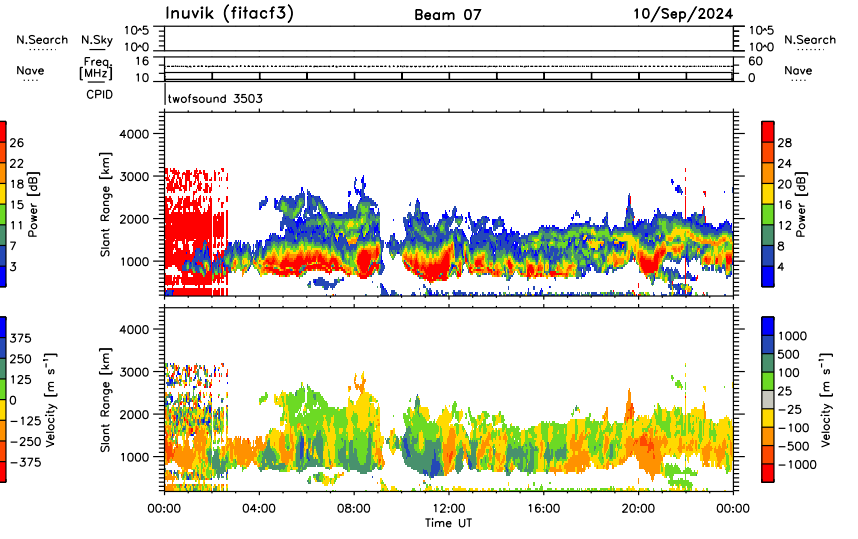 Inuvik (fitacf3) Beam 07 10/Sep/2024
N.Search N.Sky 10^5 10^0 10^5 10^0 N.Search
Nave Freq. [MHz] 16 10 60 0 Nave
CPID twofsound 3503
26 22 18 15 11 7 3 Power [dB]
Slant Range [km] 4000 3000 2000 1000
28 24 20 16 12 8 4 Power [dB]
375 250 125 0 -125 -250 -375 Velocity [m s⁻¹]
Slant Range [km] 4000 3000 2000 1000
1000 500 100 25 -25 -100 -500 -1000 Velocity [m s⁻¹]
00:00 04:00 08:00 12:00 16:00 20:00 00:00
Time UT